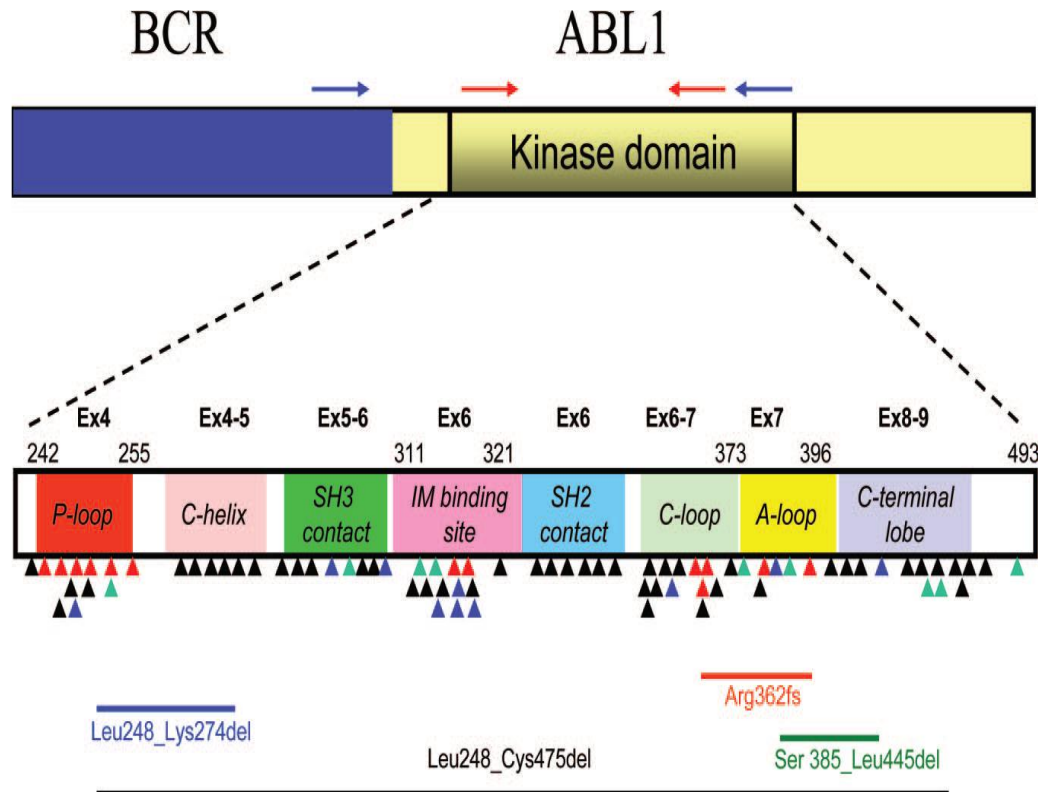 BCR
ABL1
Kinase domain
Ex4
Ex4-5
Ex5-6
Ex6
Ex6
Ex6-7
Ex7
Ex8-9
242
255
311
321
373
396
493
P-loop
C-helix
SH3
contact
IM binding
site
SH2
contact
C-loop
A-loop
C-terminal
lobe
Arg362fs
Leu248_Lys274del
Leu248_Cys475del
Ser 385_Leu445del